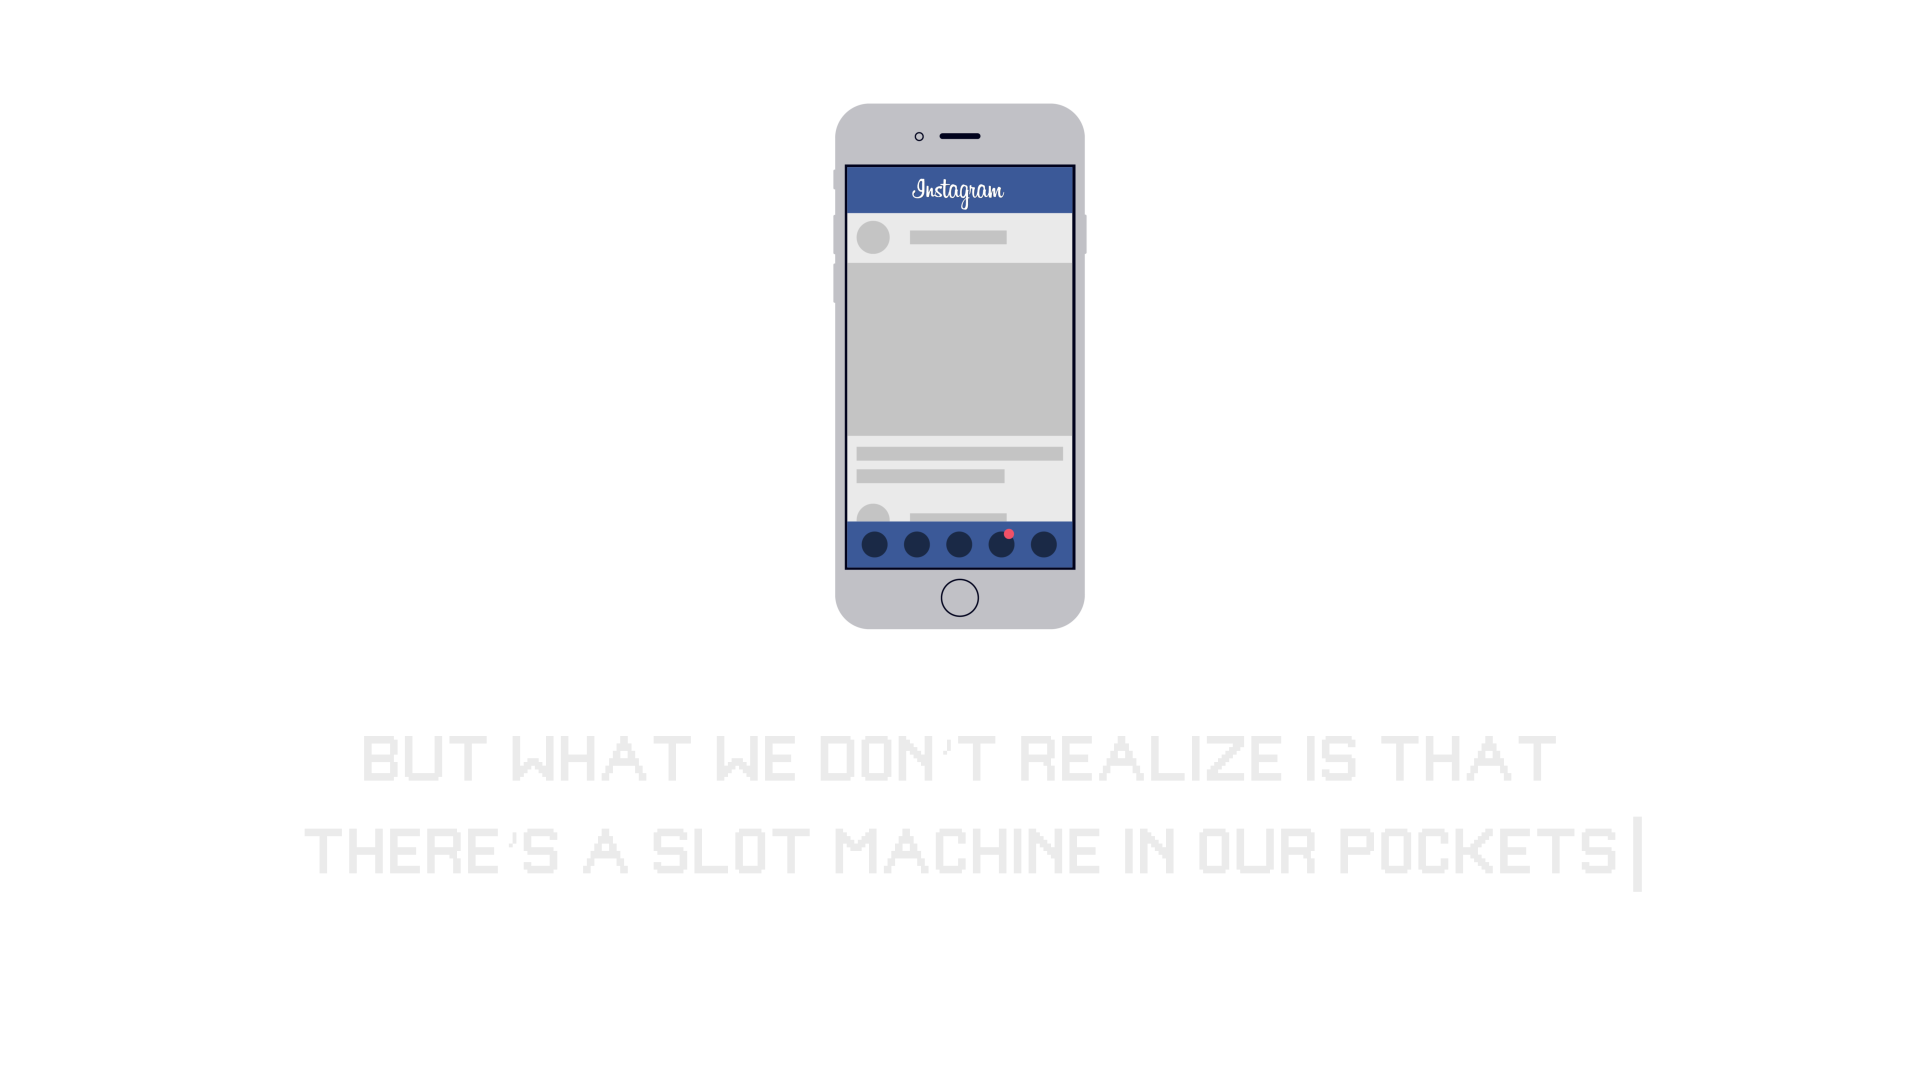 Instagram
BUT WHAT WE DON'T REALIZE IS THAT
THERE'S A SLOT MACHINE IN OUR POCKETS